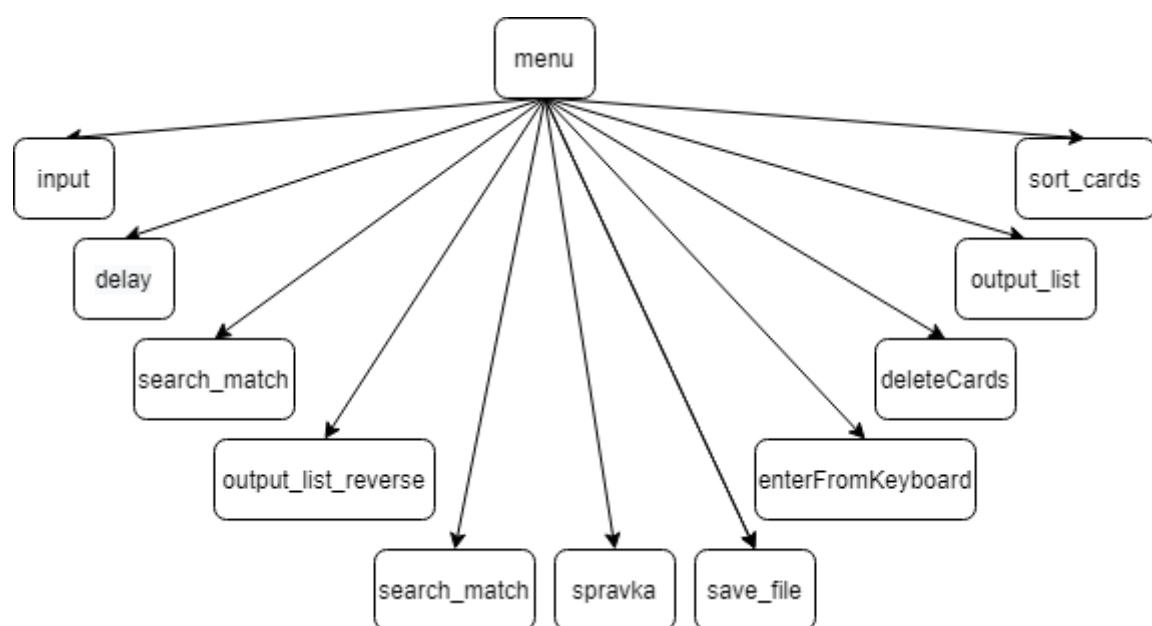 menu
input
sort_cards
delay
output_list
search_match
deleteCards
output_list_reverse
enterFromKeyboard
search_match
spravka
save_file